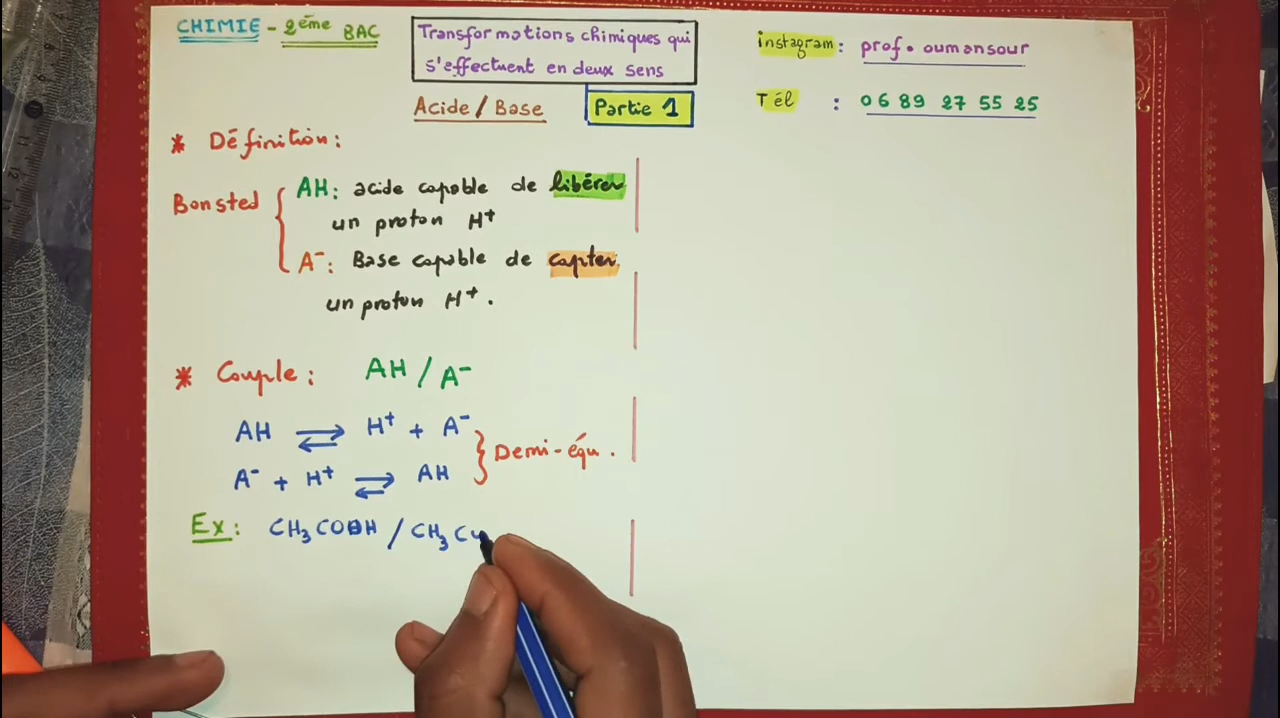 CHIMIE - 2ème BAC
Transformations chimiques qui
s'effectuent en deux sens
Acide / Base
Partie 1
instagram : prof. oumansour
Tél : 06 89 27 55 25
* Définition :
Bonsted
AH : acide capable de libérer
un proton H⁺
A⁻ : Base capable de capter
un proton H⁺.
* Couple : AH / A⁻
AH ⇌ H⁺ + A⁻
A⁻ + H⁺ ⇌ AH
Demi-équ.
Ex : CH₃COOH / CH₃C